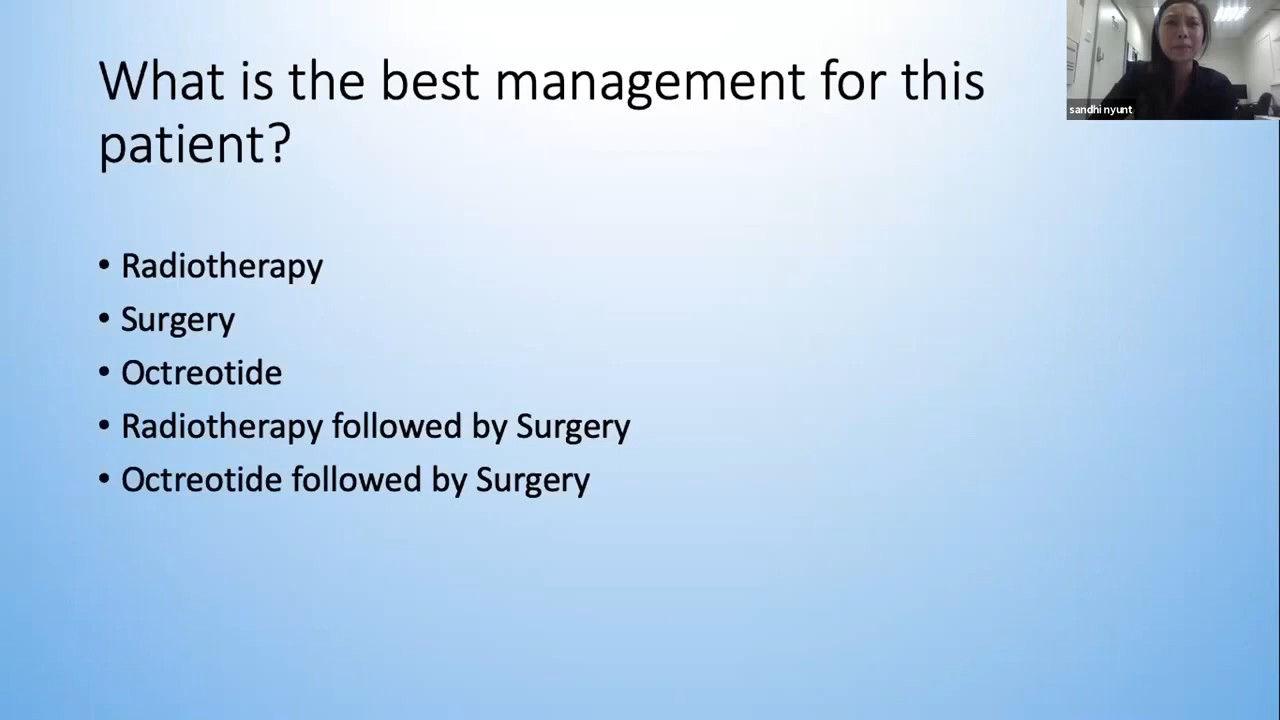 What is the best management for this
patient?
• Radiotherapy
• Surgery
• Octreotide
• Radiotherapy followed by Surgery
• Octreotide followed by Surgery
sandhi nyunt